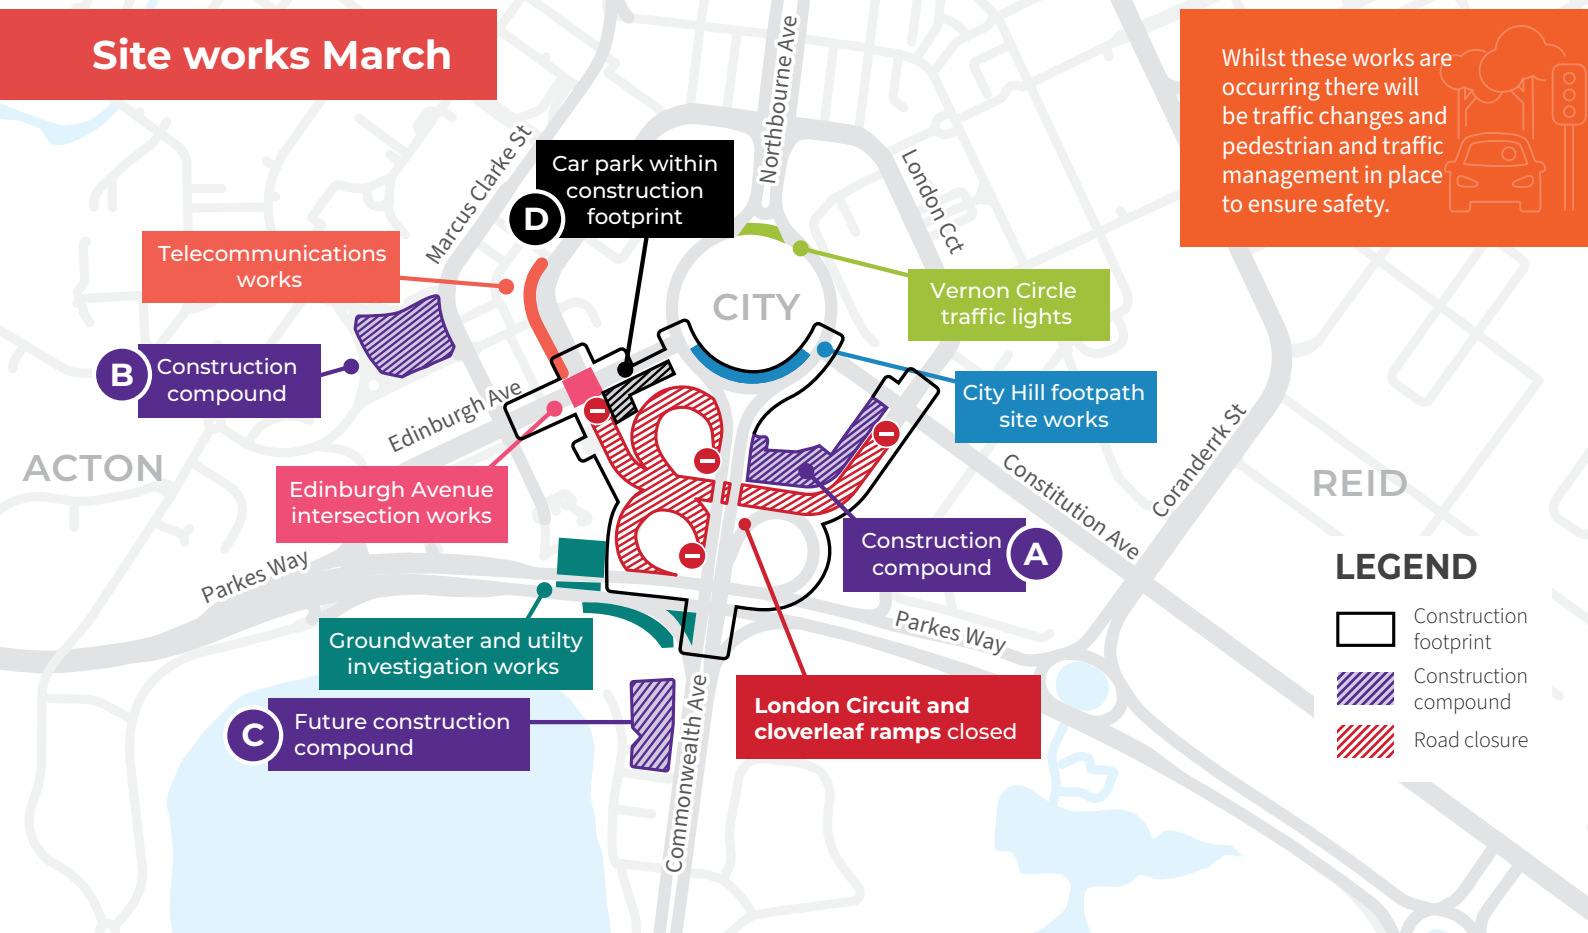 Site works March
Whilst these works are
occurring there will
be traffic changes and
pedestrian and traffic
management in place
to ensure safety.
Northbourne Ave
Marcus Clarke St
London Cct
Car park within
construction
footprint
D
Telecommunications
works
CITY
Vernon Circle
traffic lights
B
Construction
compound
Edinburgh Ave
City Hill footpath
site works
ACTON
Edinburgh Avenue
intersection works
Constitution Ave
Coranderrk St
REID
Construction
compound
A
Parkes Way
Groundwater and utilty
investigation works
Parkes Way
C
Future construction
compound
Commonwealth Ave
London Circuit and
cloverleaf ramps closed
LEGEND
Construction
footprint
Construction
compound
Road closure